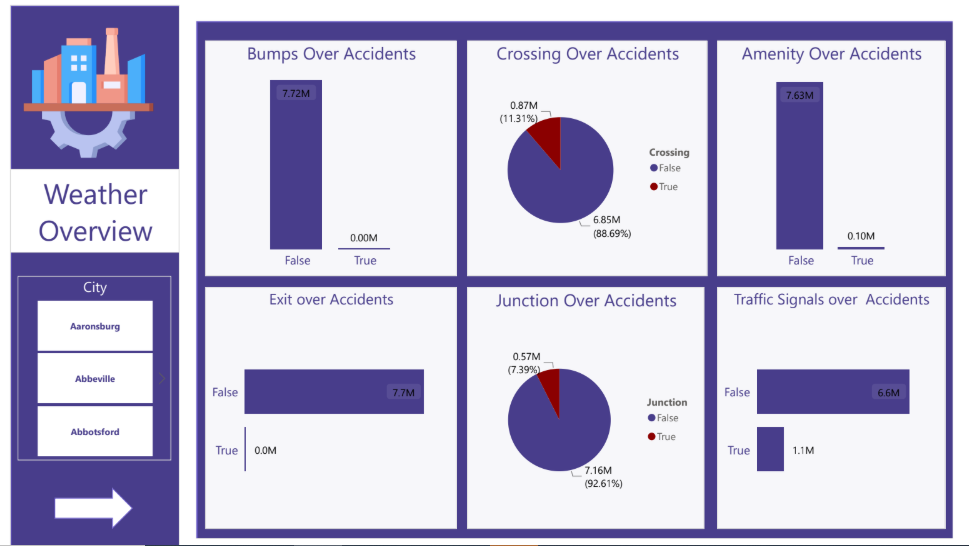 Weather
Overview
City
Aaronsburg
Abbeville
Abbotsford
Bumps Over Accidents
7.72M
0.00M
False
True
Crossing Over Accidents
0.87M
(11.31%)
6.85M
(88.69%)
Crossing
False
True
Amenity Over Accidents
7.63M
0.10M
False
True
Exit over Accidents
False
7.7M
True
0.0M
Junction Over Accidents
0.57M
(7.39%)
7.16M
(92.61%)
Junction
False
True
Traffic Signals over  Accidents
False
6.6M
True
1.1M